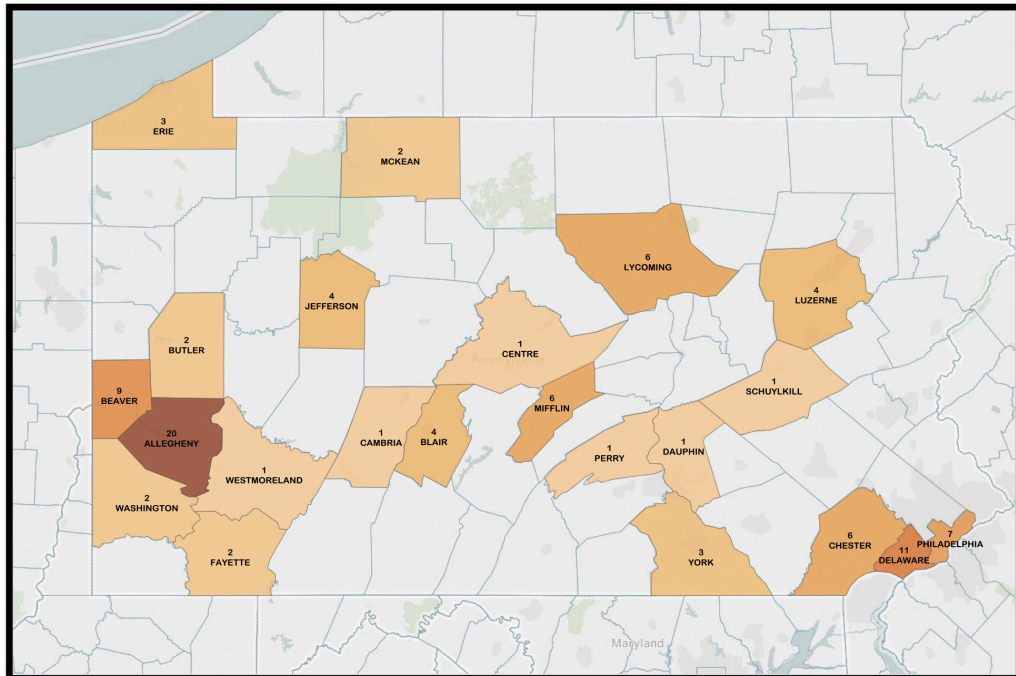 3
ERIE
2
MCKEAN
6
LYCOMING
4
JEFFERSON
4
LUZERNE
2
BUTLER
1
CENTRE
Pennsylvania
9
BEAVER
1
SCHUYLKILL
6
MIFFLIN
20
ALLEGHENY
1
CAMBRIA
4
BLAIR
1
PERRY
1
DAUPHIN
1
WESTMORELAND
2
WASHINGTON
2
FAYETTE
3
YORK
6
CHESTER
11
DELAWARE
7
PHILADELPHIA
Maryland